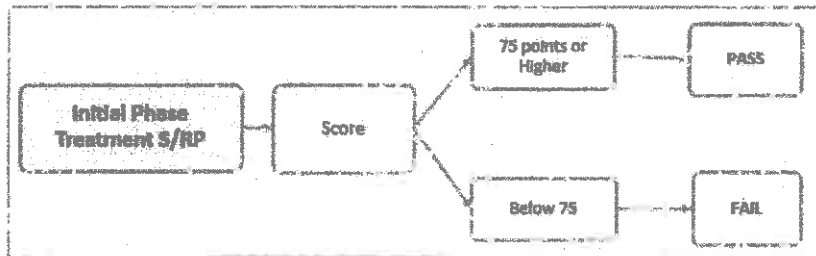 Initial Phase
Treatment S/RP
Score
75 points or
Higher
PASS
Below 75
FAIL